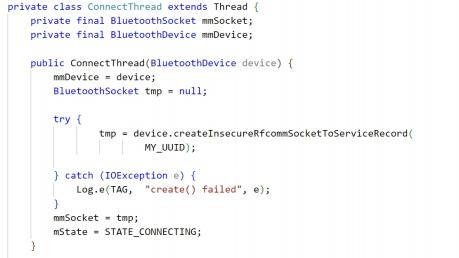 private class ConnectThread extends Thread {
    private final BluetoothSocket mmSocket;
    private final BluetoothDevice mmDevice;

    public ConnectThread(BluetoothDevice device) {
        mmDevice = device;
        BluetoothSocket tmp = null;

        try {
                tmp = device.createInsecureRfcommSocketToServiceRecord(
                        MY_UUID);

        } catch (IOException e) {
            Log.e(TAG,  "create() failed", e);
        }
        mmSocket = tmp;
        mState = STATE_CONNECTING;
    }